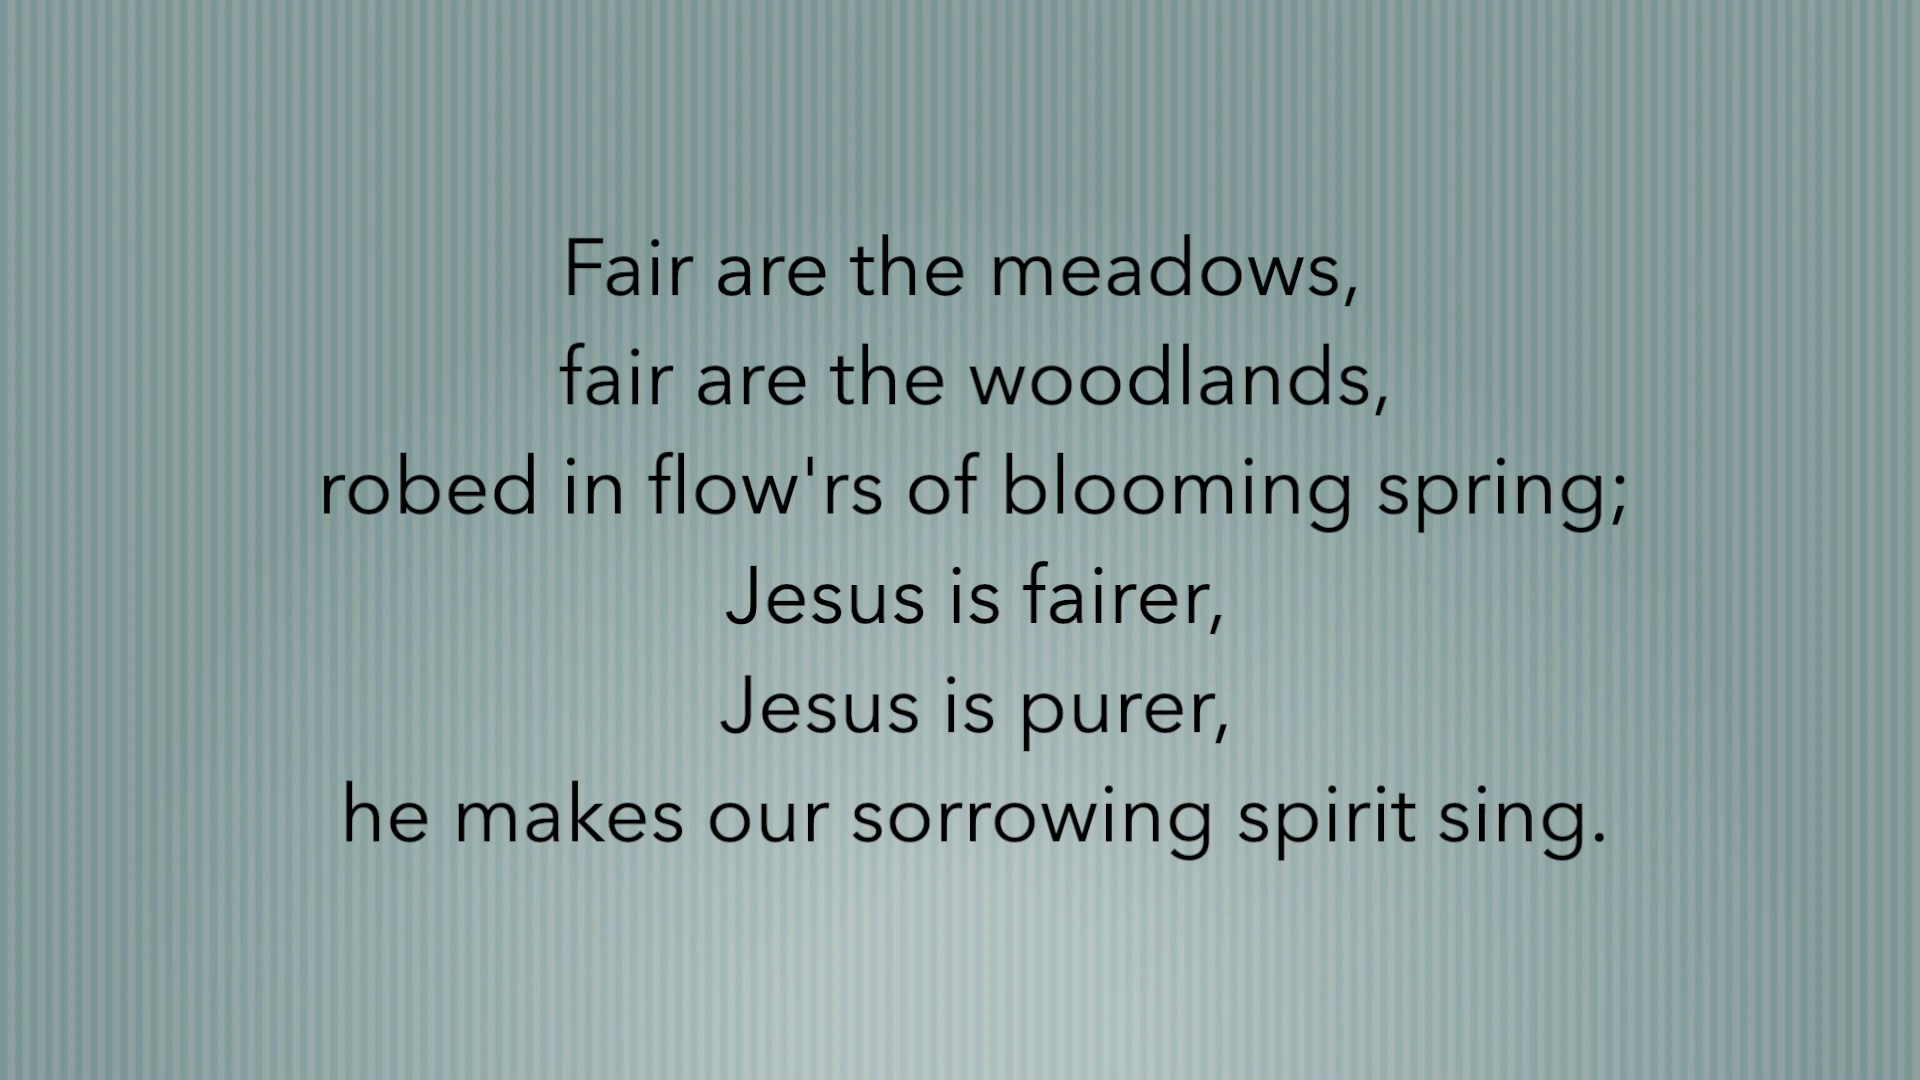 Fair are the meadows,
fair are the woodlands,
robed in flow'rs of blooming spring;
Jesus is fairer,
Jesus is purer,
he makes our sorrowing spirit sing.